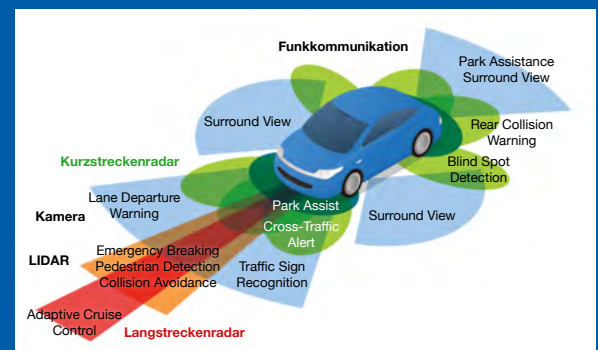 Funkkommunikation
Park Assistance
Surround View
Surround View
Rear Collision
Warning
Kurzstreckenradar
Blind Spot
Detection
Lane Departure
Warning
Park Assist
Surround View
Kamera
Cross-Traffic
Alert
LIDAR
Emergency Breaking
Pedestrian Detection
Collision Avoidance
Traffic Sign
Recognition
Adaptive Cruise
Control
Langstreckenradar